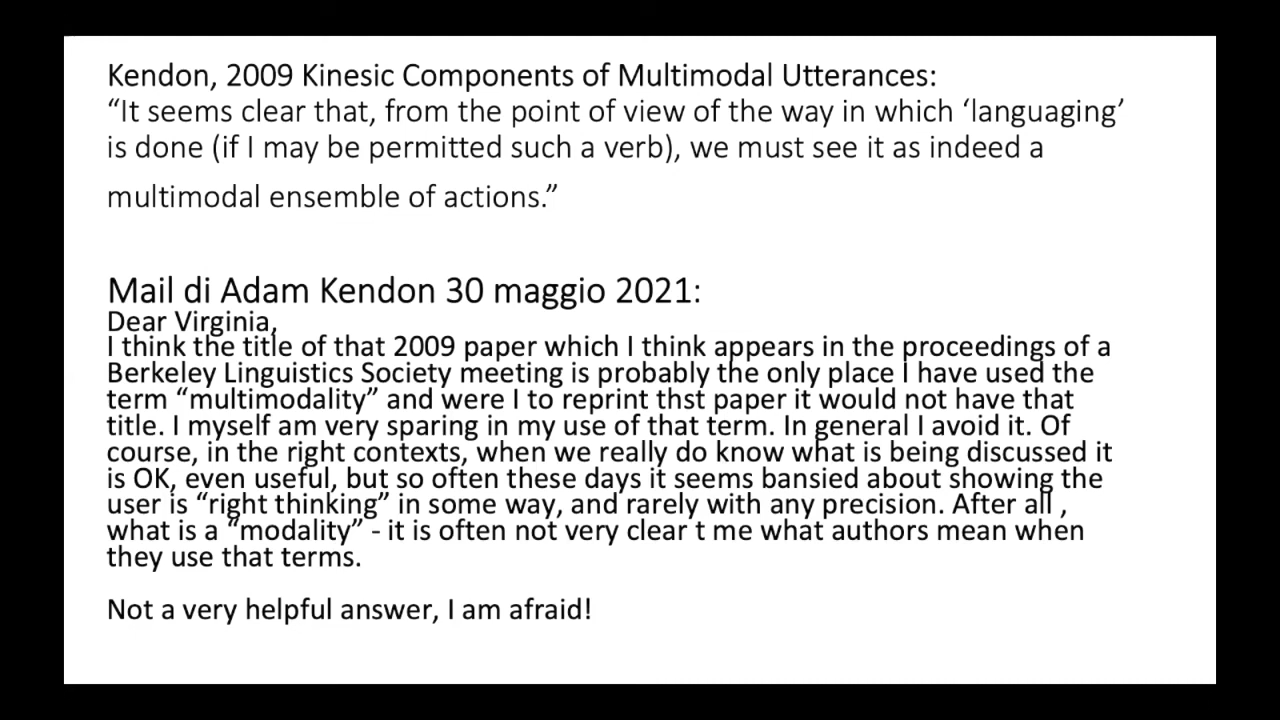 Kendon, 2009 Kinesic Components of Multimodal Utterances:
“It seems clear that, from the point of view of the way in which ‘languaging’
is done (if I may be permitted such a verb), we must see it as indeed a
multimodal ensemble of actions.”
Mail di Adam Kendon 30 maggio 2021:
Dear Virginia,
I think the title of that 2009 paper which I think appears in the proceedings of a
Berkeley Linguistics Society meeting is probably the only place I have used the
term “multimodality” and were I to reprint thst paper it would not have that
title. I myself am very sparing in my use of that term. In general I avoid it. Of
course, in the right contexts, when we really do know what is being discussed it
is OK, even useful, but so often these days it seems bansied about showing the
user is “right thinking” in some way, and rarely with any precision. After all ,
what is a “modality” - it is often not very clear t me what authors mean when
they use that terms.
Not a very helpful answer, I am afraid!